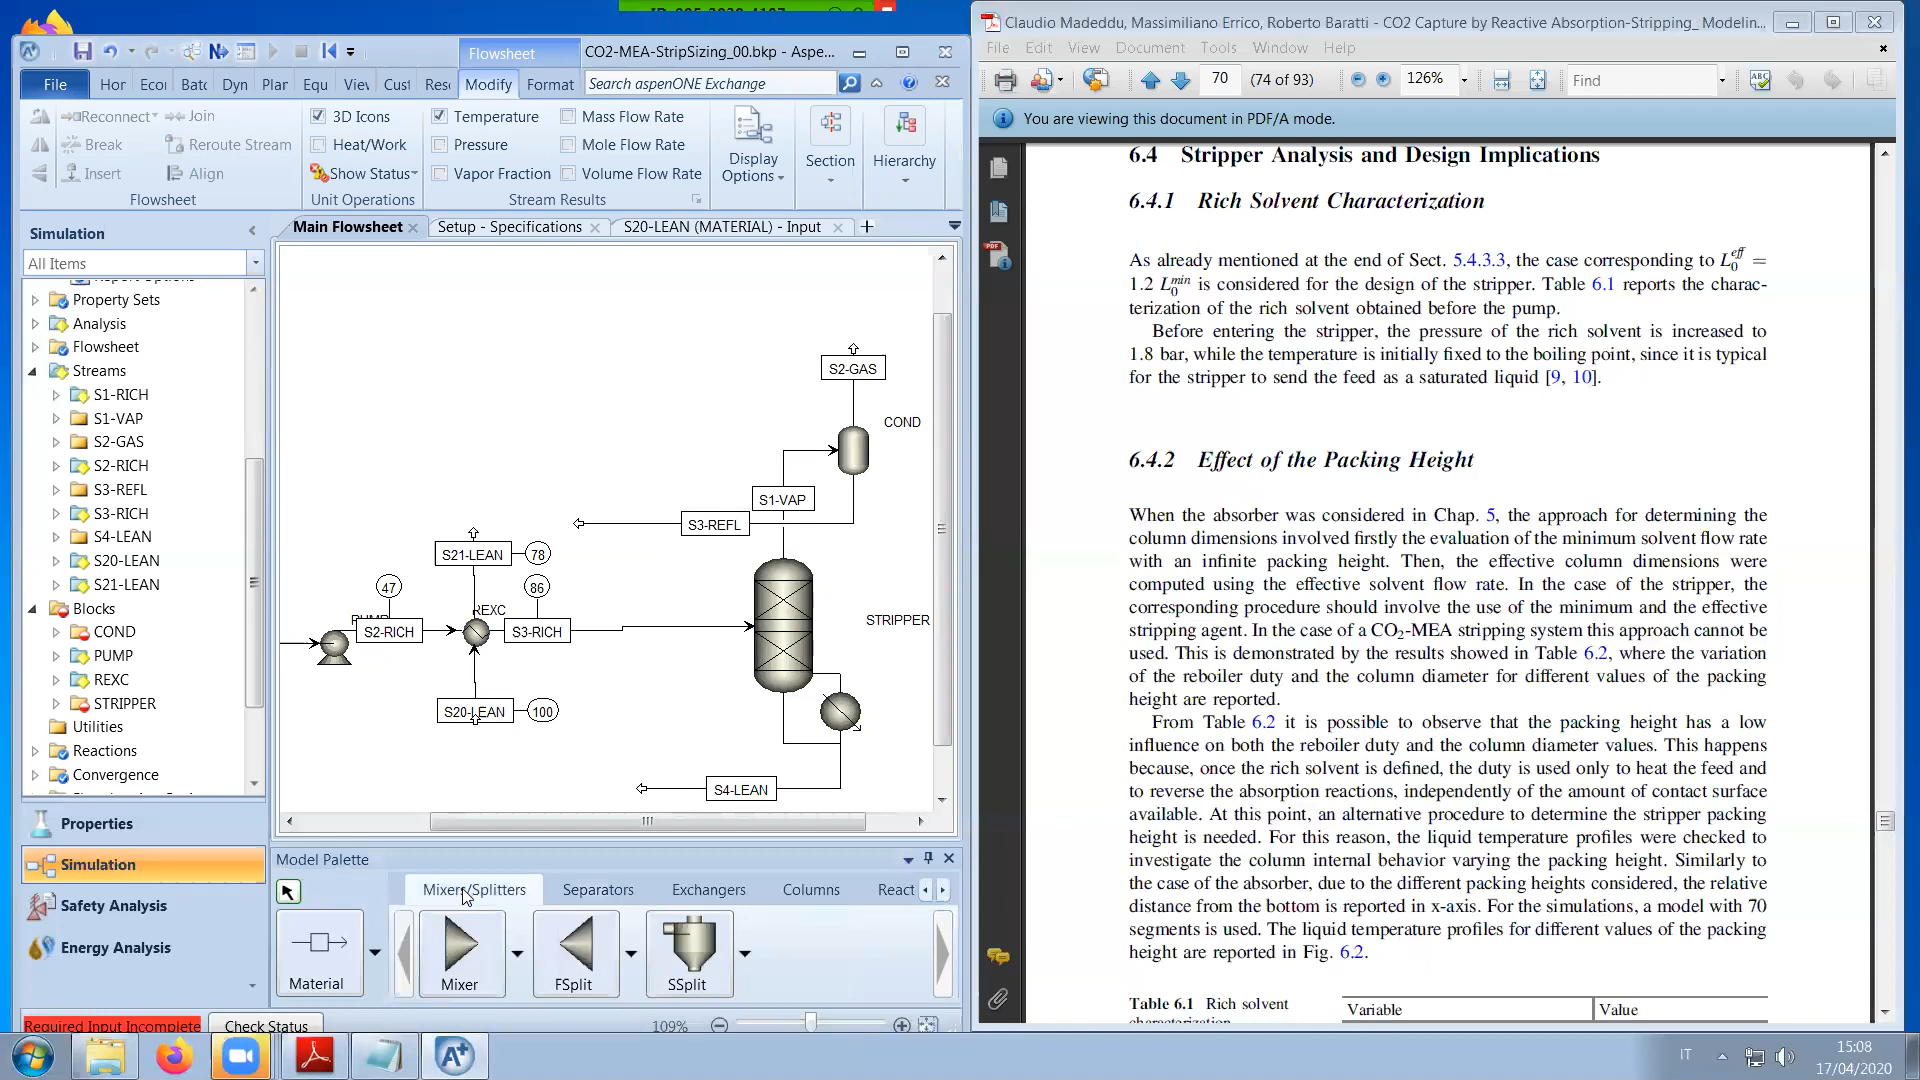 Flowsheet
CO2-MEA-StripSizing_00.bkp - Aspe...
File
Hor
Ecor
Batc
Dyn
Plar
Equ
Viev
Cust
Resc
Modify
Format
Search aspenONE Exchange
Reconnect
Join
Break
Reroute Stream
Insert
Align
Flowsheet
3D Icons
Heat/Work
Show Status
Unit Operations
Temperature
Mass Flow Rate
Pressure
Mole Flow Rate
Vapor Fraction
Volume Flow Rate
Stream Results
Display
Options
Section
Hierarchy
Simulation
All Items
Property Sets
Analysis
Flowsheet
Streams
S1-RICH
S1-VAP
S2-GAS
S2-RICH
S3-REFL
S3-RICH
S4-LEAN
S20-LEAN
S21-LEAN
Blocks
COND
PUMP
REXC
STRIPPER
Utilities
Reactions
Convergence
Properties
Simulation
Safety Analysis
Energy Analysis
Required Input Incomplete
Check Status
109%
Main Flowsheet
Setup - Specifications
S20-LEAN (MATERIAL) - Input
S2-GAS
COND
S1-VAP
S3-REFL
S21-LEAN
78
47
86
PUMP
REXC
S2-RICH
S3-RICH
STRIPPER
S20-LEAN
100
S4-LEAN
Model Palette
Mixers/Splitters
Separators
Exchangers
Columns
React
Material
Mixer
FSplit
SSplit
Claudio Madeddu, Massimiliano Errico, Roberto Baratti - CO2 Capture by Reactive Absorption-Stripping_ Modelin...
File Edit View Document Tools Window Help
70
(74 of 93)
126%
Find
You are viewing this document in PDF/A mode.
6.4 Stripper Analysis and Design Implications
6.4.1 Rich Solvent Characterization
As already mentioned at the end of Sect. 5.4.3.3, the case corresponding to L0^eff =
1.2 L0^min is considered for the design of the stripper. Table 6.1 reports the charac-
terization of the rich solvent obtained before the pump.
Before entering the stripper, the pressure of the rich solvent is increased to
1.8 bar, while the temperature is initially fixed to the boiling point, since it is typical
for the stripper to send the feed as a saturated liquid [9, 10].
6.4.2 Effect of the Packing Height
When the absorber was considered in Chap. 5, the approach for determining the
column dimensions involved firstly the evaluation of the minimum solvent flow rate
with an infinite packing height. Then, the effective column dimensions were
computed using the effective solvent flow rate. In the case of the stripper, the
corresponding procedure should involve the use of the minimum and the effective
stripping agent. In the case of a CO2-MEA stripping system this approach cannot be
used. This is demonstrated by the results showed in Table 6.2, where the variation
of the reboiler duty and the column diameter for different values of the packing
height are reported.
From Table 6.2 it is possible to observe that the packing height has a low
influence on both the reboiler duty and the column diameter values. This happens
because, once the rich solvent is defined, the duty is used only to heat the feed and
to reverse the absorption reactions, independently of the amount of contact surface
available. At this point, an alternative procedure to determine the stripper packing
height is needed. For this reason, the liquid temperature profiles were checked to
investigate the column internal behavior varying the packing height. Similarly to
the case of the absorber, due to the different packing heights considered, the relative
distance from the bottom is reported in x-axis. For the simulations, a model with 70
segments is used. The liquid temperature profiles for different values of the packing
height are reported in Fig. 6.2.
Table 6.1 Rich solvent
Variable
Value
IT
15:08
17/04/2020